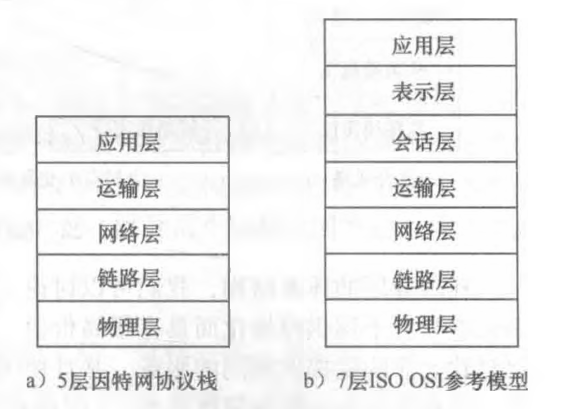 应用层
运输层
网络层
链路层
物理层
a）5层因特网协议栈
应用层
表示层
会话层
运输层
网络层
链路层
物理层
b）7层ISO OSI参考模型